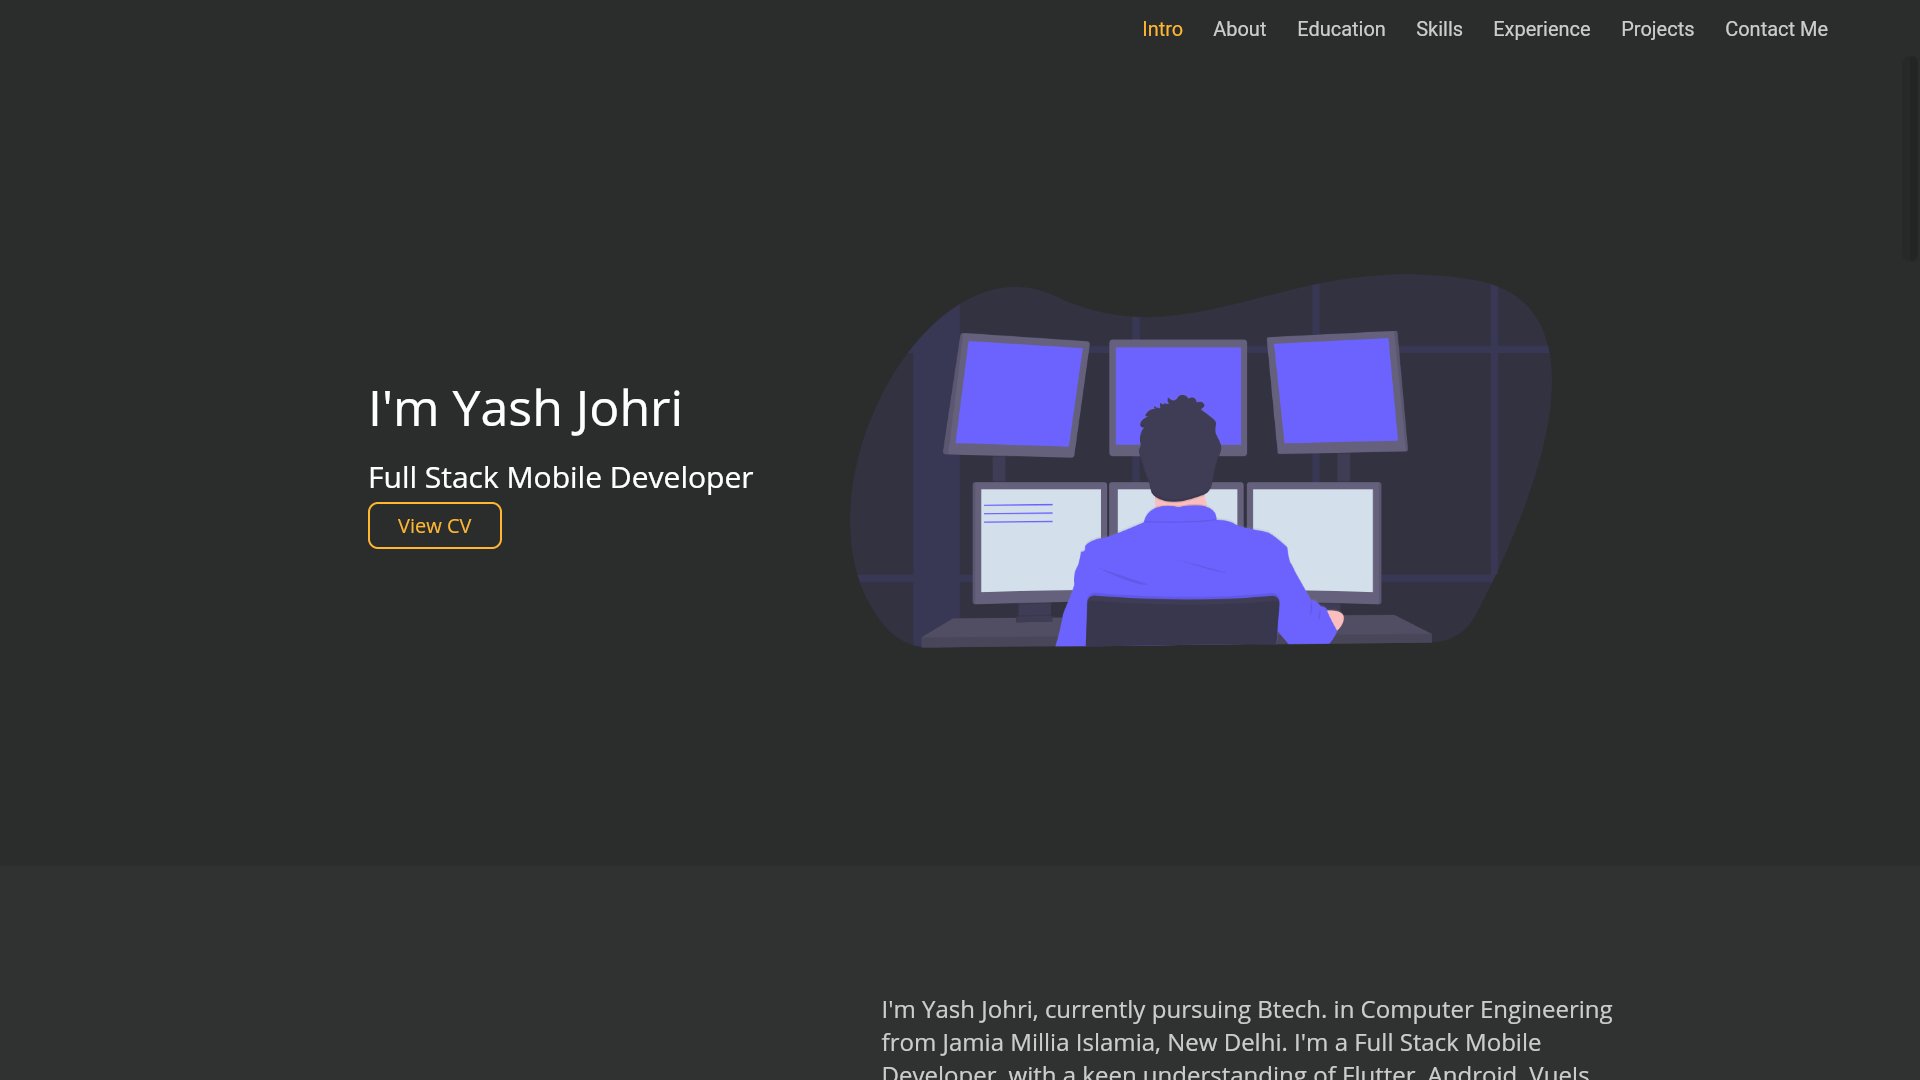 Intro About Education Skills Experience Projects Contact Me
I'm Yash Johri
Full Stack Mobile Developer
View CV
I'm Yash Johri, currently pursuing Btech. in Computer Engineering
from Jamia Millia Islamia, New Delhi. I'm a Full Stack Mobile
Developer, with a keen understanding of Flutter, Android, Vuejs,